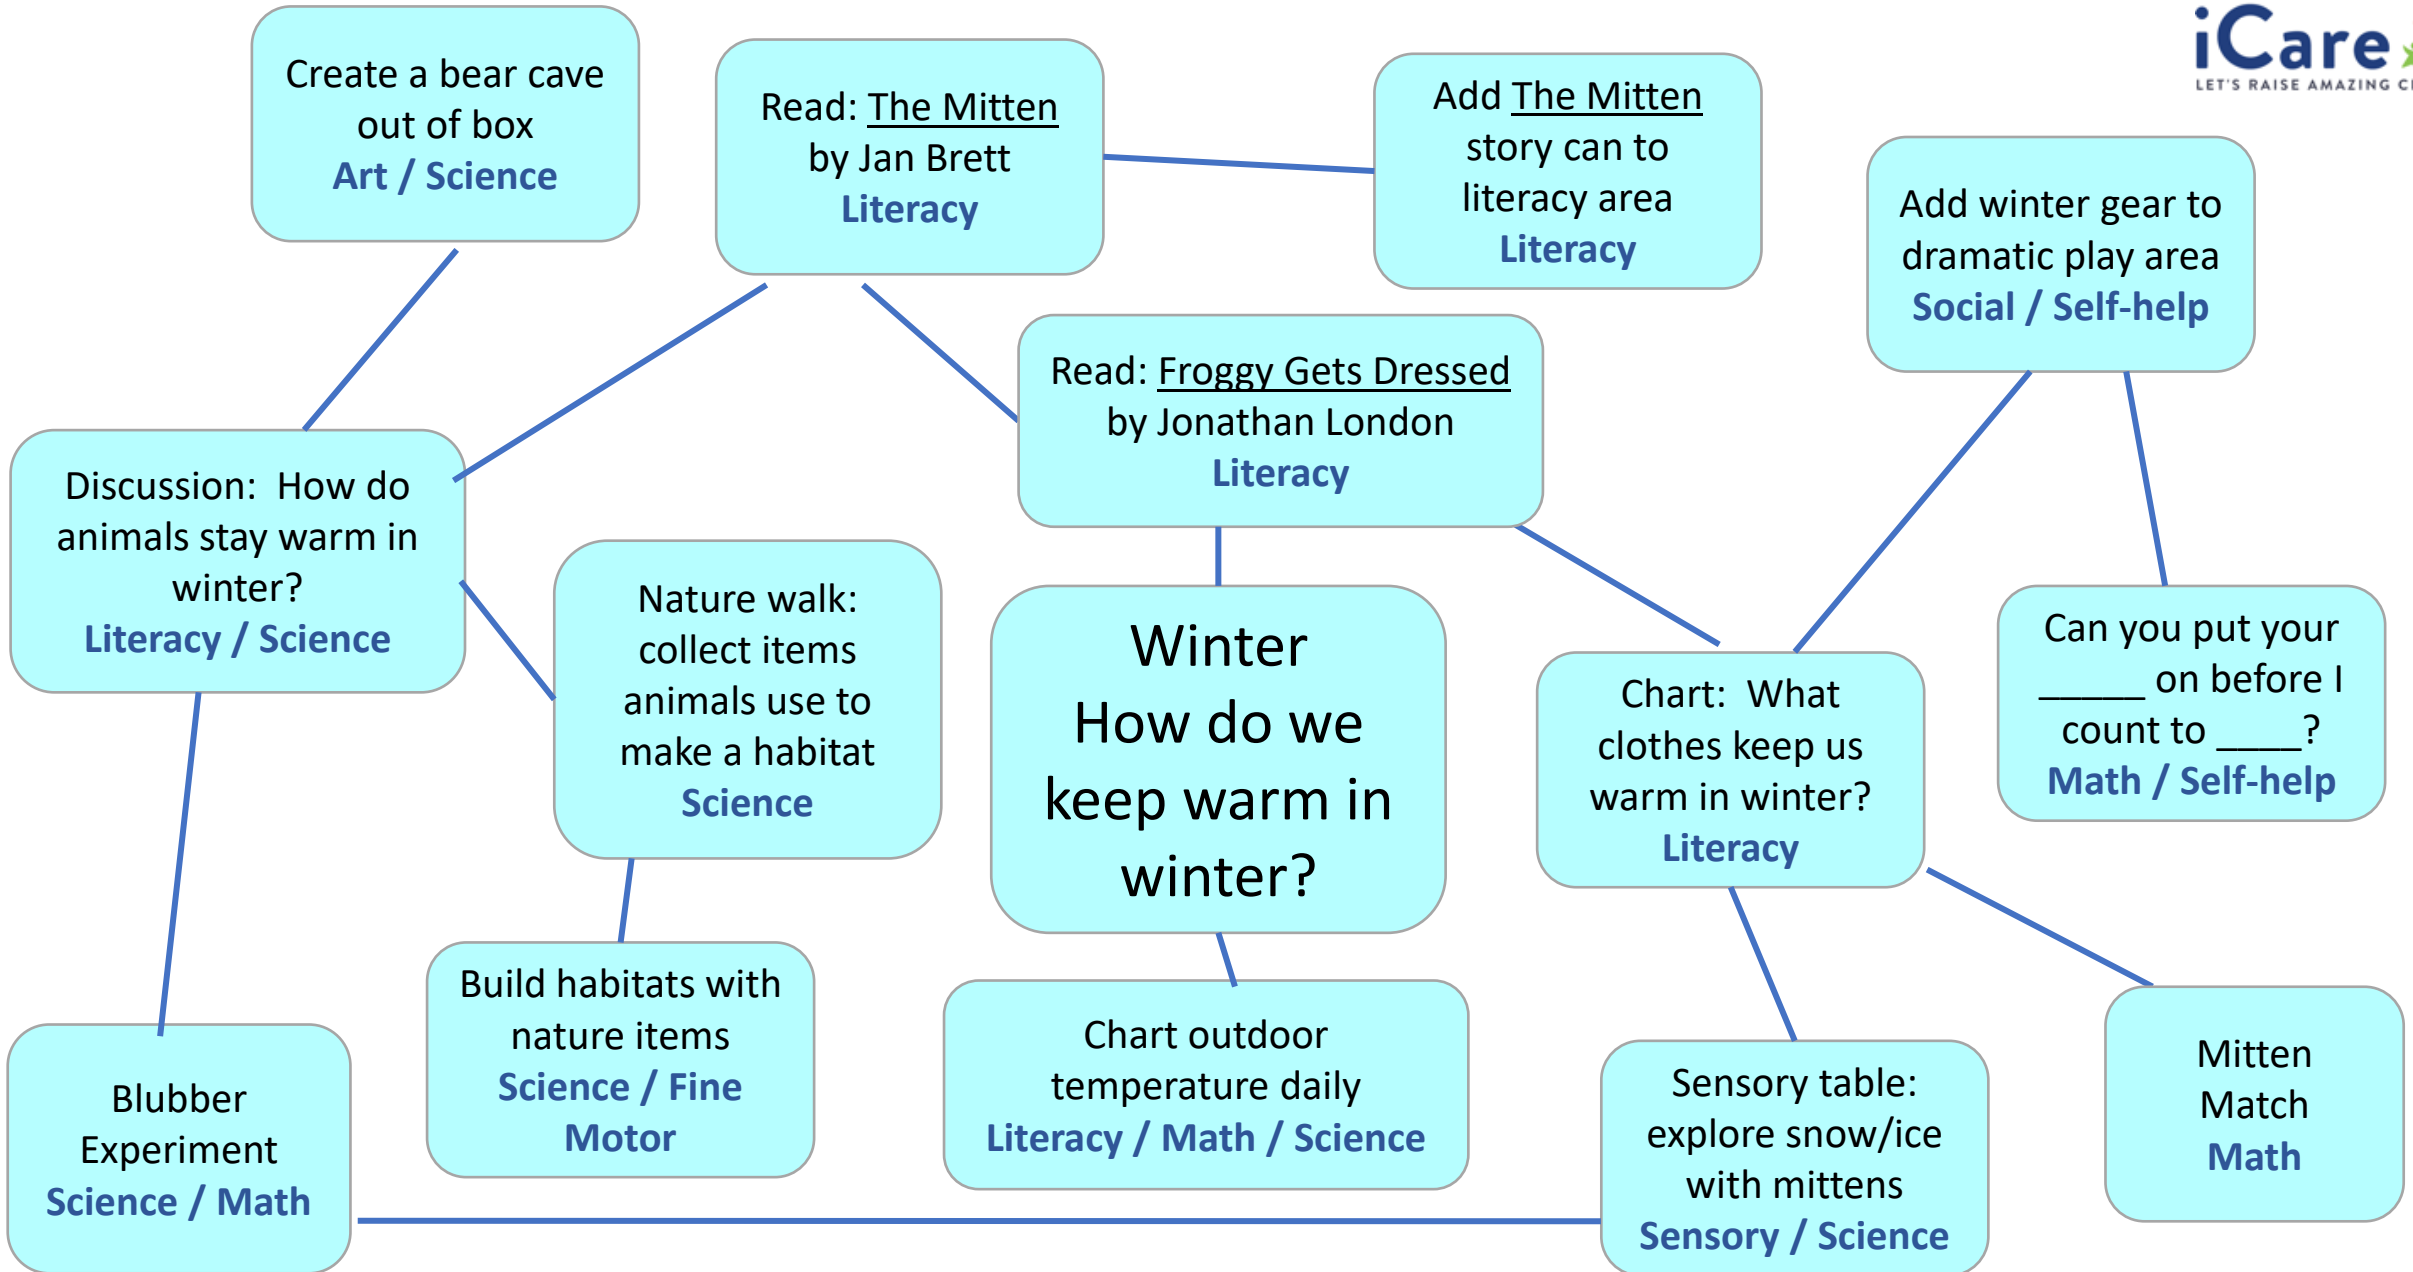 iCare
LET'S RAISE AMAZING
Create a bear cave
out of box
Art / Science
Read: The Mitten
by Jan Brett
Literacy
Add The Mitten
story can to
literacy area
Literacy
Add winter gear to
dramatic play area
Social / Self-help
Read: Froggy Gets Dressed
by Jonathan London
Literacy
Discussion:  How do
animals stay warm in
winter?
Literacy / Science
Nature walk:
collect items
animals use to
make a habitat
Science
Winter
How do we
keep warm in
winter?
Chart:  What
clothes keep us
warm in winter?
Literacy
Can you put your
_____ on before I
count to ____?
Math / Self-help
Build habitats with
nature items
Science / Fine
Motor
Chart outdoor
temperature daily
Literacy / Math / Science
Blubber
Experiment
Science / Math
Sensory table:
explore snow/ice
with mittens
Sensory / Science
Mitten
Match
Math